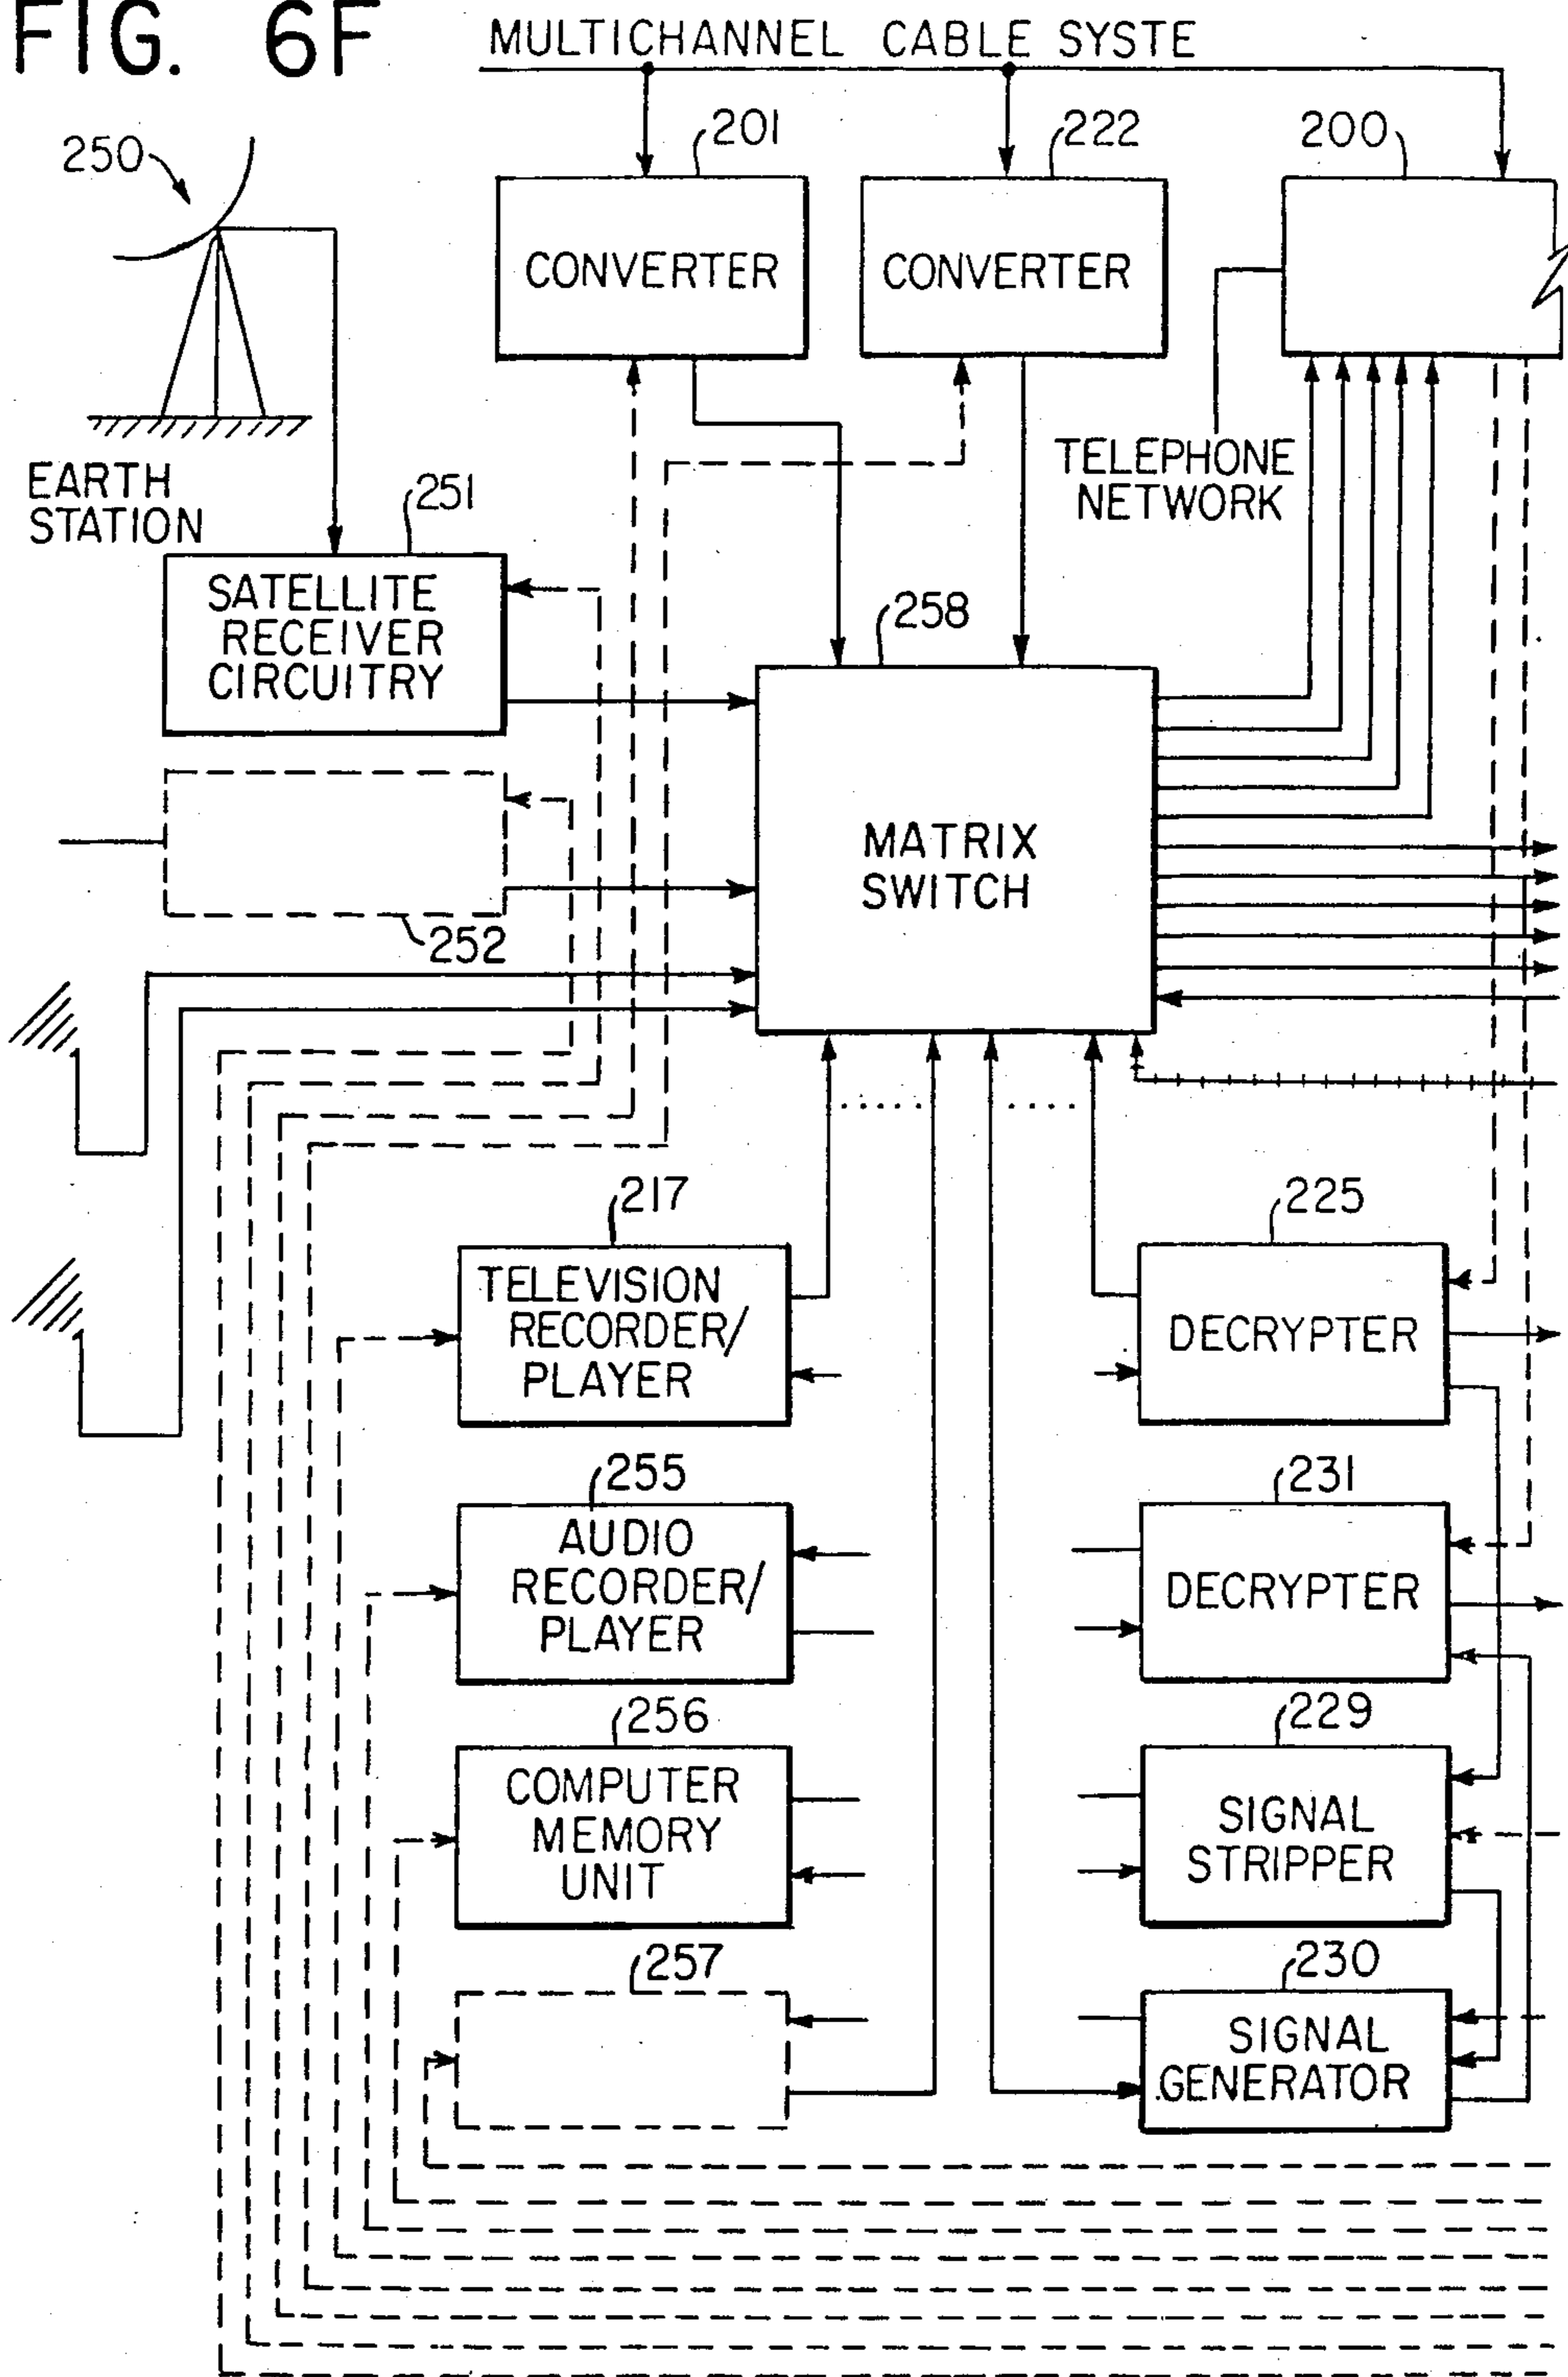 FIG. 6F
MULTICHANNEL CABLE SYSTE
250
201
222
200
CONVERTER
CONVERTER
TELEPHONE
NETWORK
EARTH
STATION
251
SATELLITE
RECEIVER
CIRCUITRY
258
MATRIX
SWITCH
252
217
225
TELEVISION
RECORDER/
PLAYER
DECRYPTER
255
231
AUDIO
RECORDER/
PLAYER
DECRYPTER
256
229
COMPUTER
MEMORY
UNIT
SIGNAL
STRIPPER
257
230
SIGNAL
GENERATOR